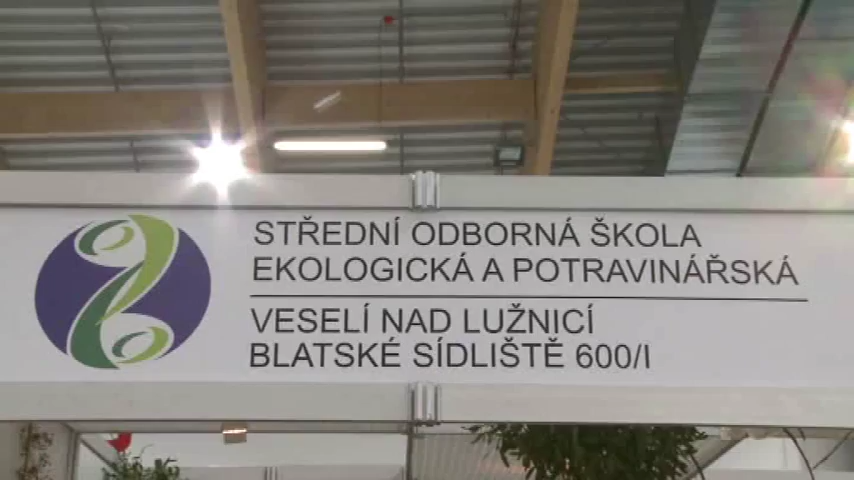 STŘEDNÍ ODBORNÁ ŠKOLA
EKOLOGICKÁ A POTRAVINÁŘSKÁ
VESELÍ NAD LUŽNICÍ
BLATSKÉ SÍDLIŠTĚ 600/I